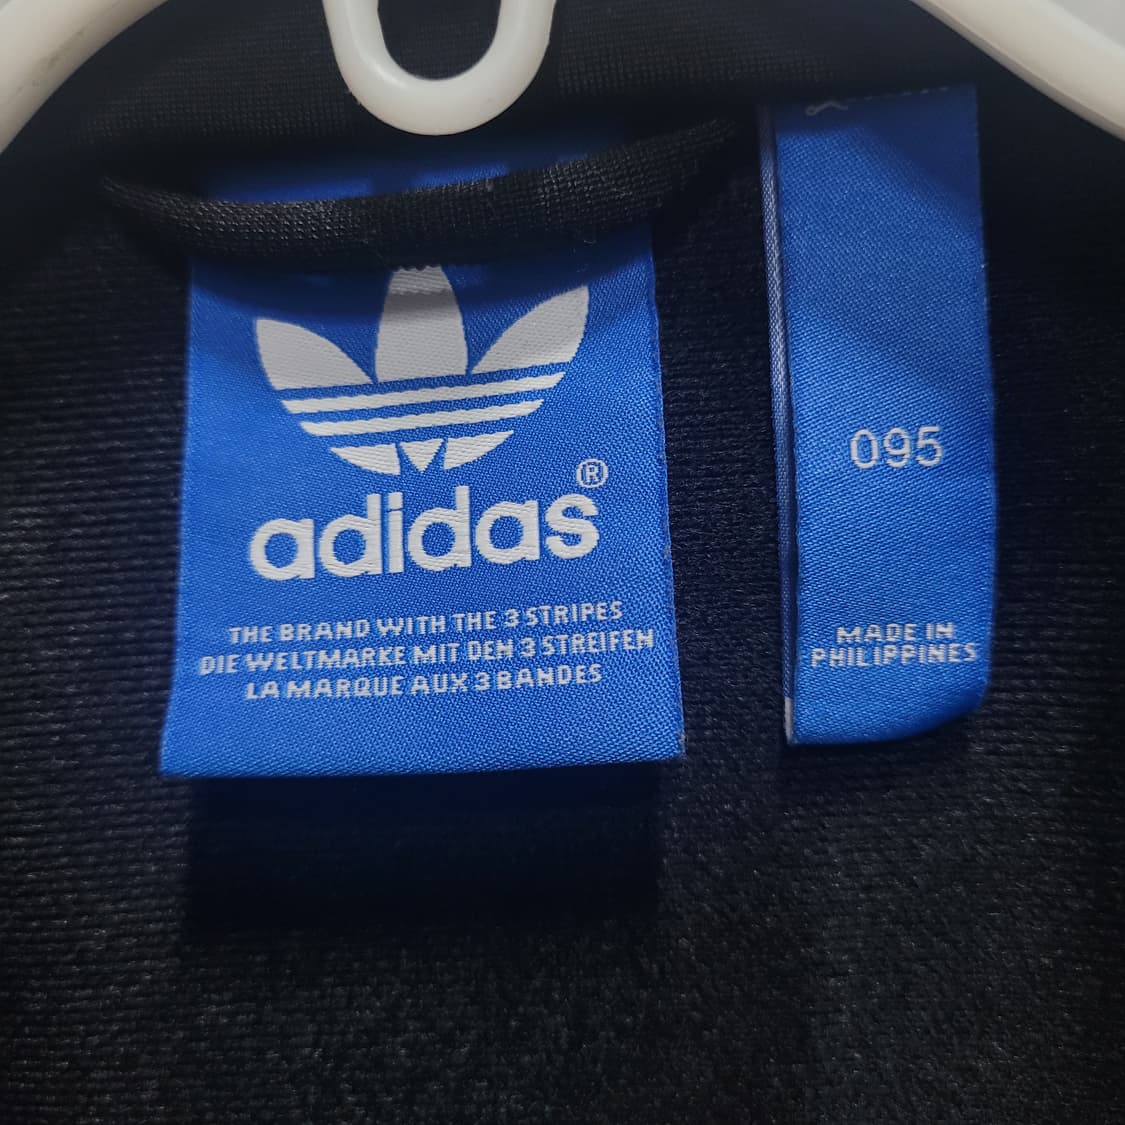 adidas®
THE BRAND WITH THE 3 STRIPES
DIE WELTMARKE MIT DEN 3 STREIFEN
LA MARQUE AUX 3 BANDES
095
MADE IN
PHILIPPINES